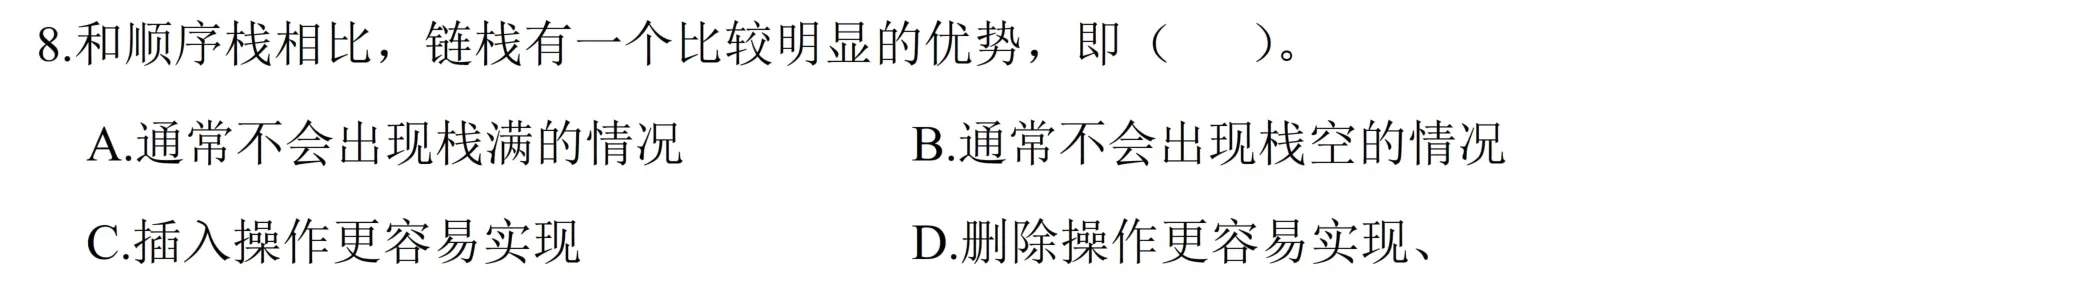 8.和顺序栈相比，链栈有一个比较明显的优势，即（　　）。
A.通常不会出现栈满的情况　　B.通常不会出现栈空的情况
C.插入操作更容易实现　　D.删除操作更容易实现、